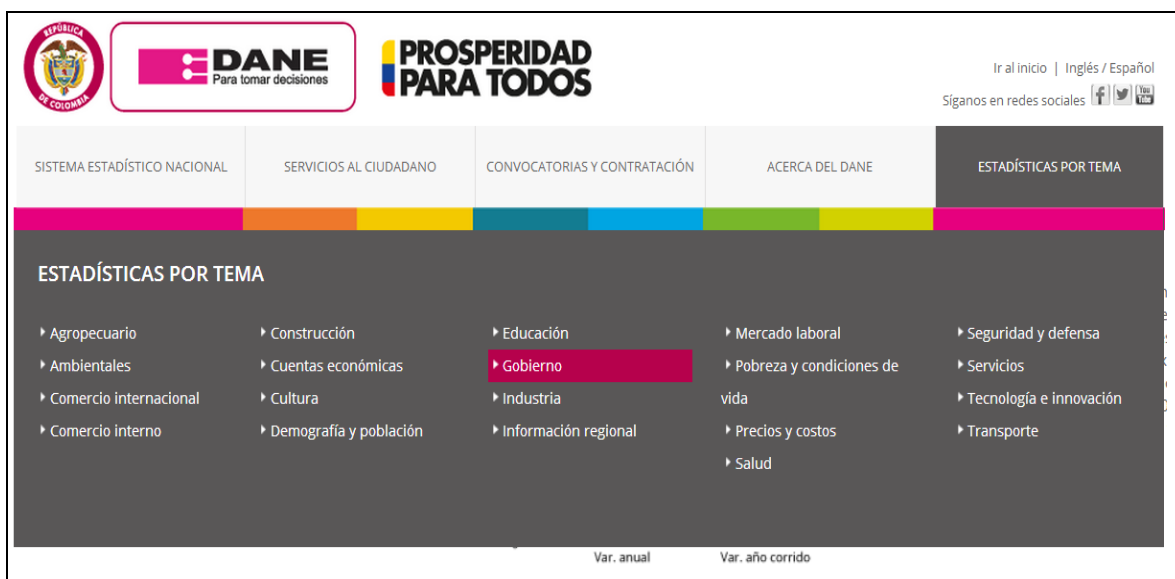 REPÚBLICA
DE COLOMBIA
DANE
Para tomar decisiones
PROSPERIDAD
PARA TODOS
Ir al inicio | Inglés / Español
Síganos en redes sociales f You Tube
SISTEMA ESTADÍSTICO NACIONAL SERVICIOS AL CIUDADANO CONVOCATORIAS Y CONTRATACIÓN ACERCA DEL DANE ESTADÍSTICAS POR TEMA
ESTADÍSTICAS POR TEMA
Agropecuario Construcción Educación Mercado laboral Seguridad y defensa
Ambientales Cuentas económicas Gobierno Pobreza y condiciones de Servicios
Comercio internacional Cultura Industria vida Tecnología e innovación
Comercio interno Demografía y población Información regional Precios y costos Transporte
Salud
Var. anual Var. año corrido